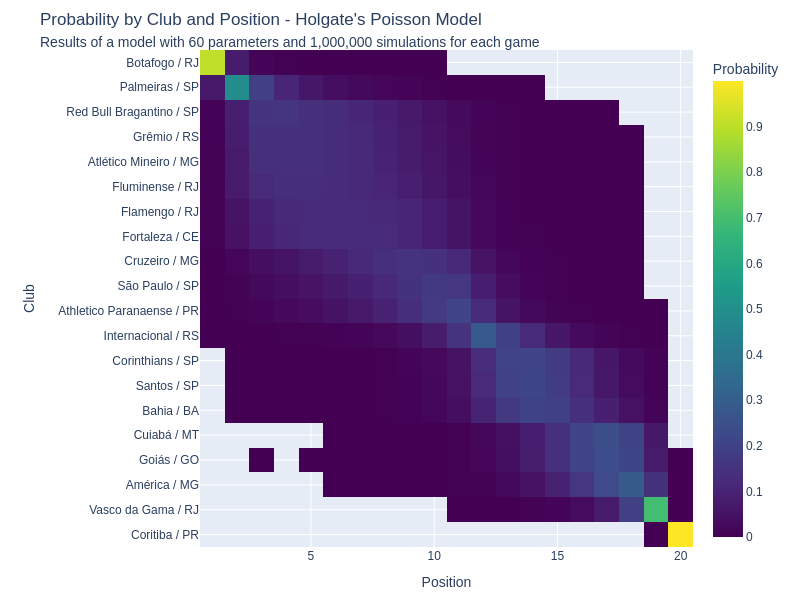 Probability by Club and Position - Holgate's Poisson Model
Results of a model with 60 parameters and 1,000,000 simulations for each game
Probability
Botafogo / RJ
Palmeiras / SP
Red Bull Bragantino / SP
Grêmio / RS
Atlético Mineiro / MG
Fluminense / RJ
Flamengo / RJ
Fortaleza / CE
Cruzeiro / MG
São Paulo / SP
Athletico Paranaense / PR
Internacional / RS
Corinthians / SP
Santos / SP
Bahia / BA
Cuiabá / MT
Goiás / GO
América / MG
Vasco da Gama / RJ
Coritiba / PR
Club
5 10 15 20
Position
0.9
0.8
0.7
0.6
0.5
0.4
0.3
0.2
0.1
0